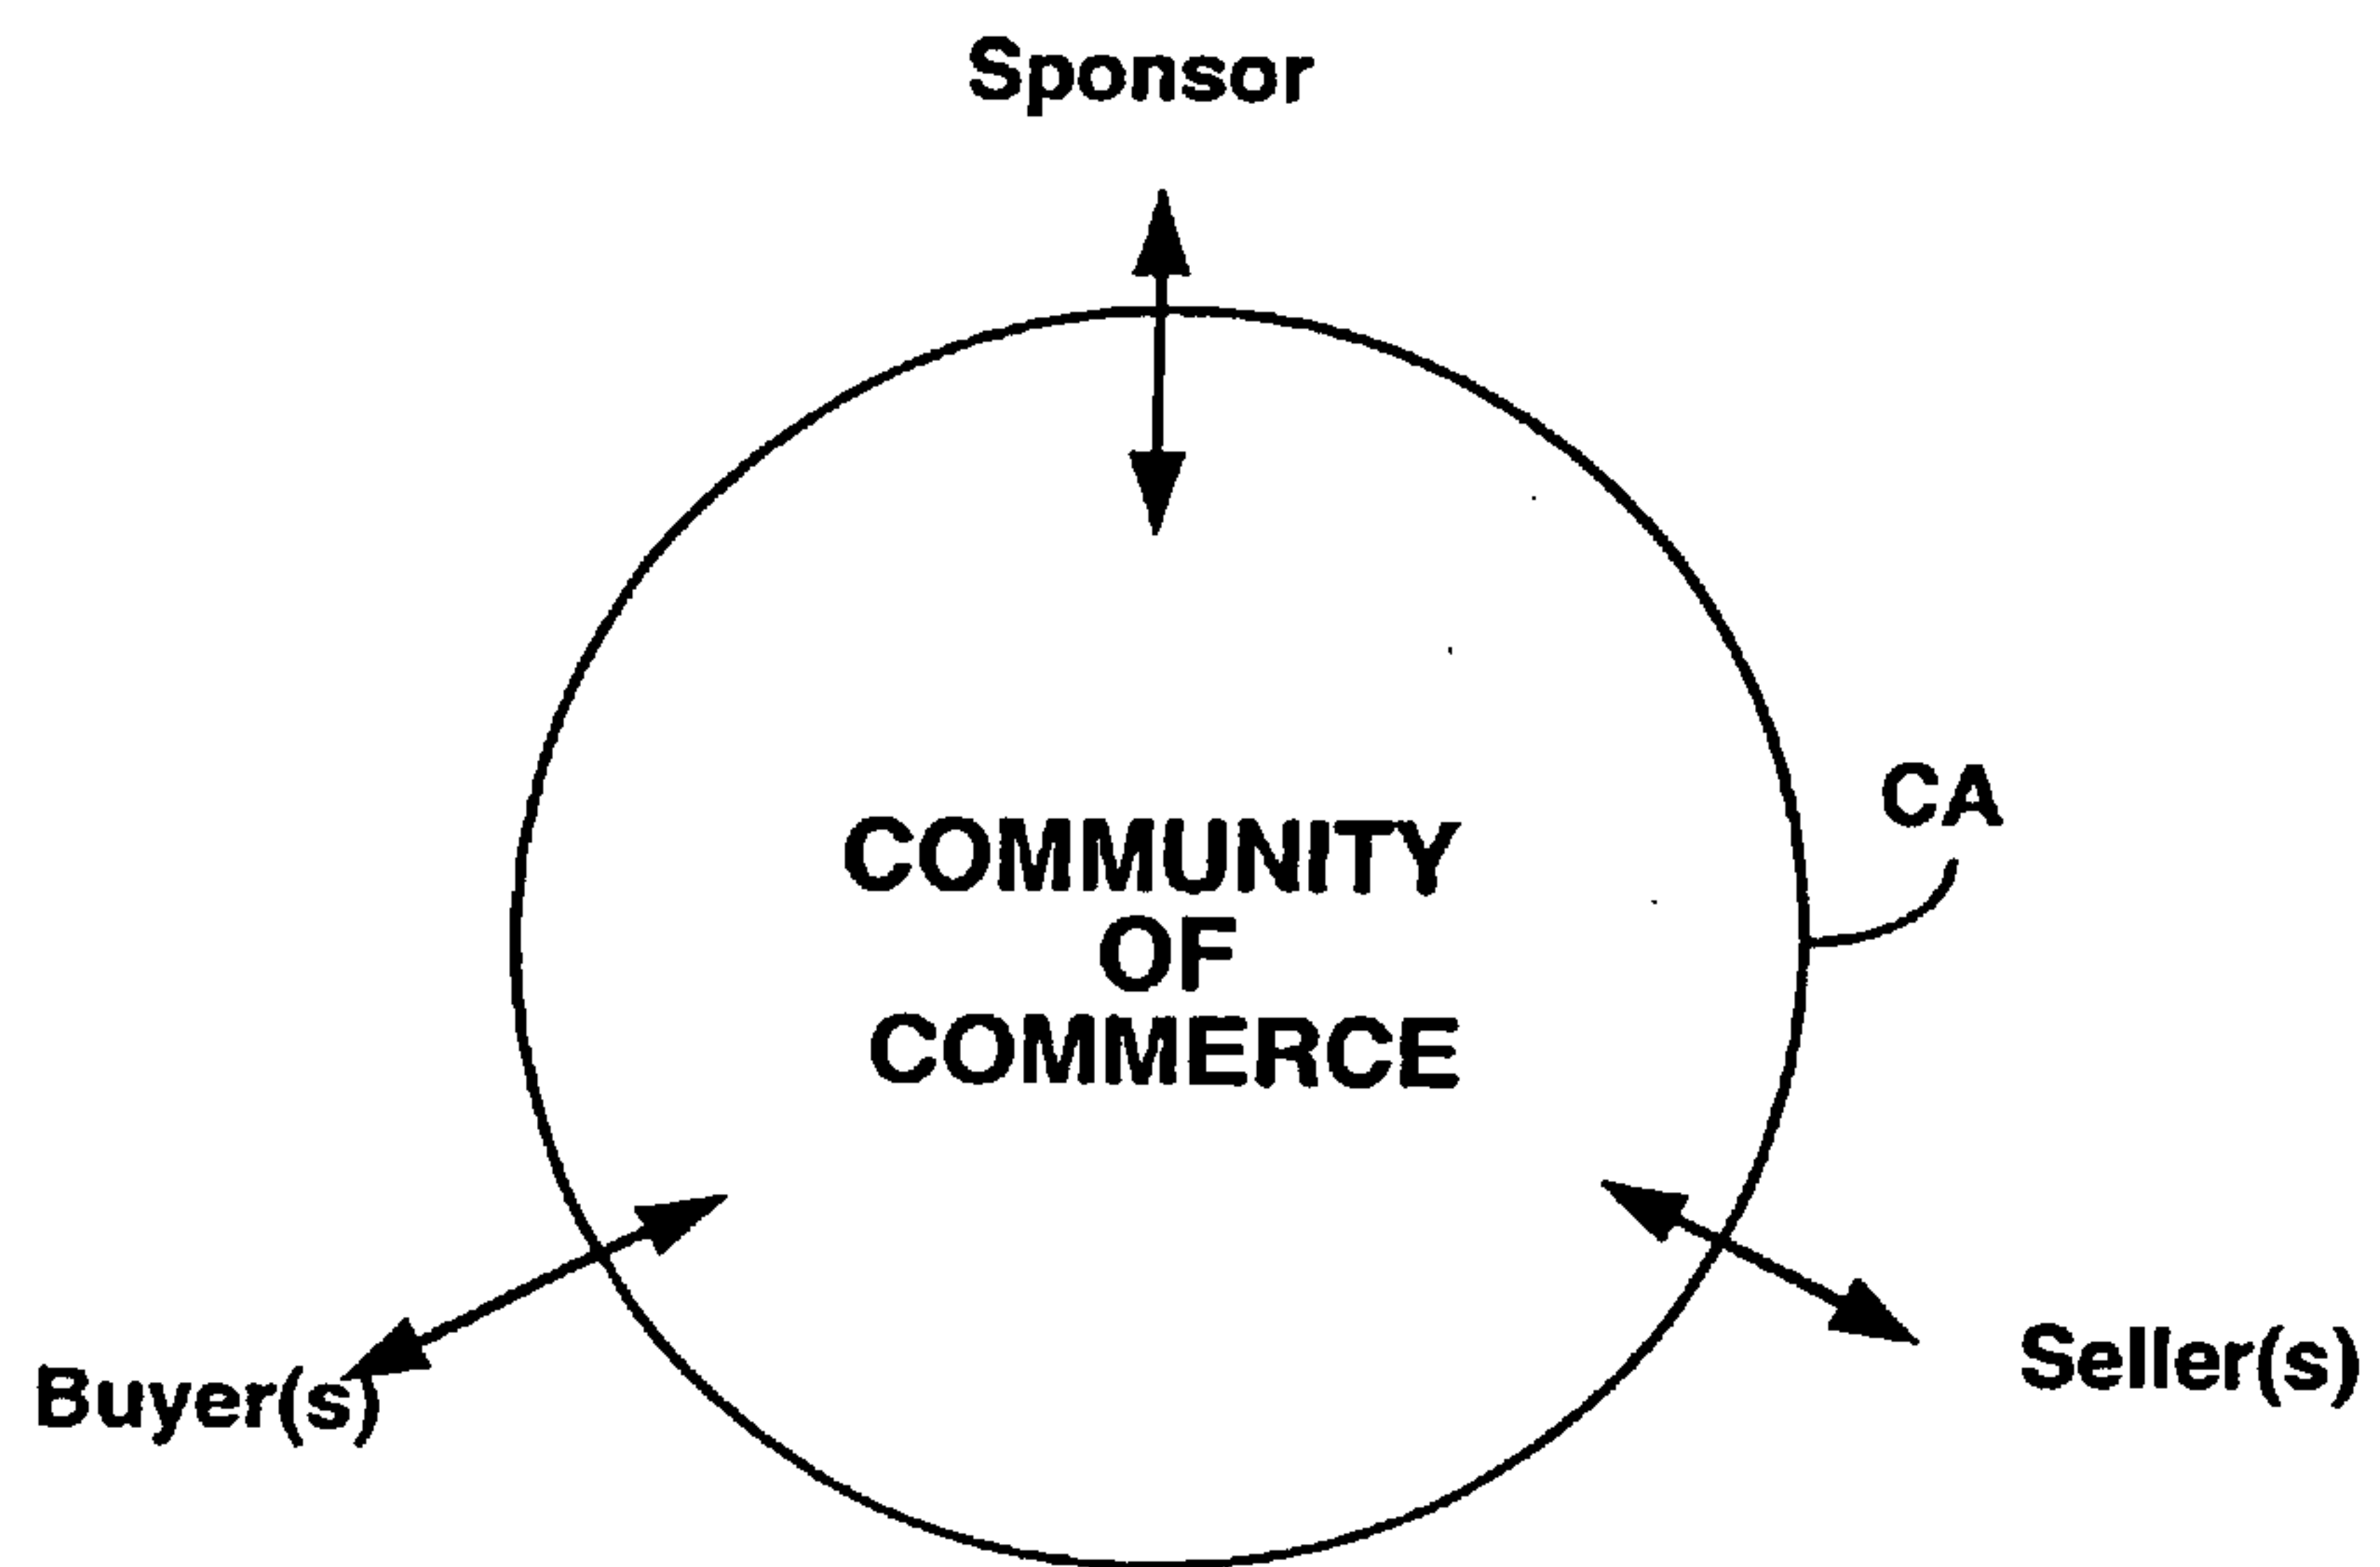 Sponsor
CA
COMMUNITY
OF
COMMERCE
Buyer(s)
Seller(s)